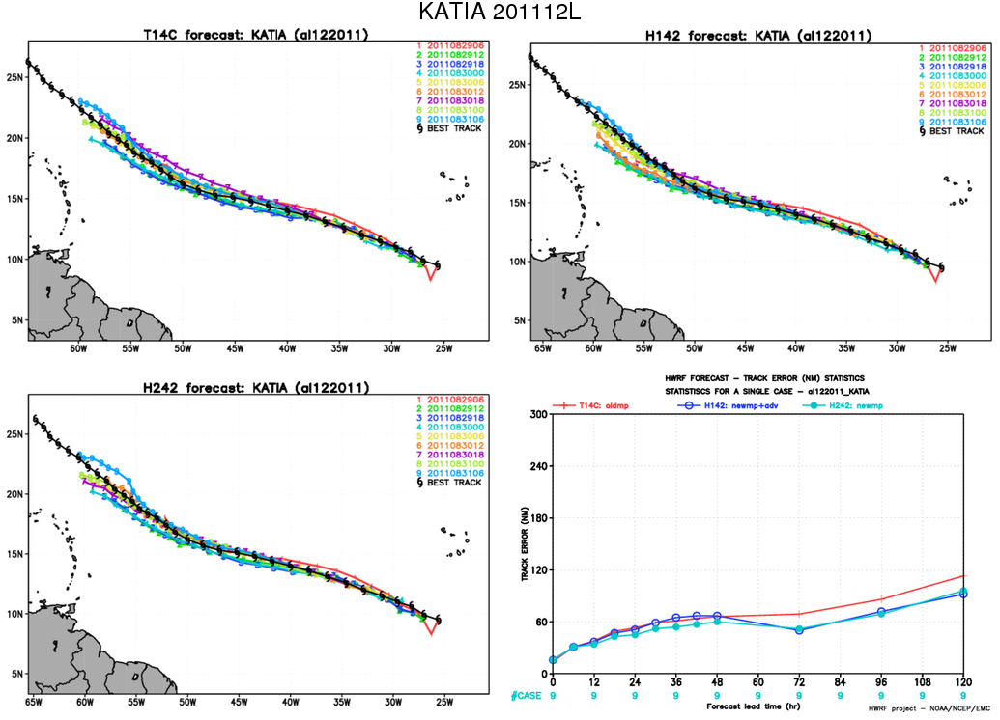 KATIA 201112L
T14C forecast: KATIA (al122011)
1 2011082906
2 2011082912
3 2011082918
4 2011083000
5 2011083006
6 2011083012
7 2011083018
8 2011083100
9 2011083106
BEST TRACK
25N
20N
15N
10N
5N
60W 55W 50W 45W 40W 35W 30W 25W
H142 forecast: KATIA (al122011)
1 2011082906
2 2011082912
3 2011082918
4 2011083000
5 2011083006
6 2011083012
7 2011083018
8 2011083100
9 2011083106
BEST TRACK
25N
20N
15N
10N
5N
65W 60W 55W 50W 45W 40W 35W 30W 25W
H242 forecast: KATIA (al122011)
1 2011082906
2 2011082912
3 2011082918
4 2011083000
5 2011083006
6 2011083012
7 2011083018
8 2011083100
9 2011083106
BEST TRACK
25N
20N
15N
10N
5N
65W 60W 55W 50W 45W 40W 35W 30W 25W
HWRF FORECAST – TRACK ERROR (NM) STATISTICS
STATISTISCS FOR A SINGLE CASE – al122011_KATIA
T14C: oldmp H142: newmp+adv H242: newmp
TRACK ERROR (NM)
300
240
180
120
60
0
0 12 24 36 48 60 72 84 96 108 120
#CASE 9 9 9 9 9 9 9 9 9 9 9
Forecast lead time (hr)
HWRF project – NOAA/NCEP/EMC